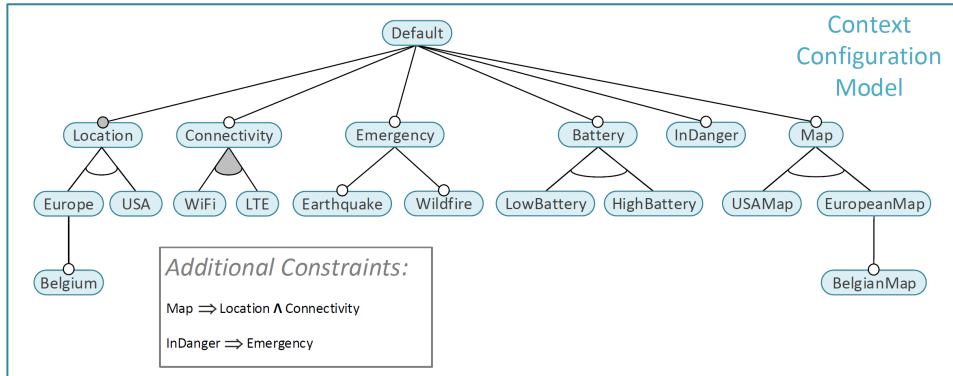 Default
Context
Configuration
Model
Location Connectivity Emergency Battery InDanger Map
Europe USA WiFi LTE Earthquake Wildfire LowBattery HighBattery USAMap EuropeanMap
Belgium BelgianMap
Additional Constraints:
Map ⇒ Location ∧ Connectivity
InDanger ⇒ Emergency